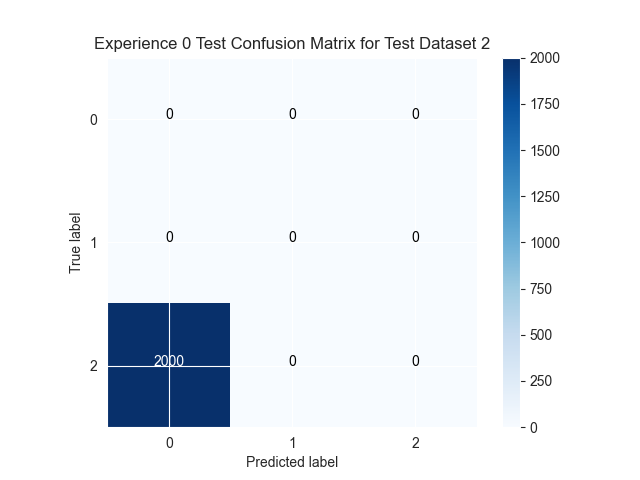 Experience 0 Test Confusion Matrix for Test Dataset 2
True label
0 0 0 0
1 0 0 0
2 2000 0 0
0 1 2
Predicted label
2000
1750
1500
1250
1000
750
500
250
0